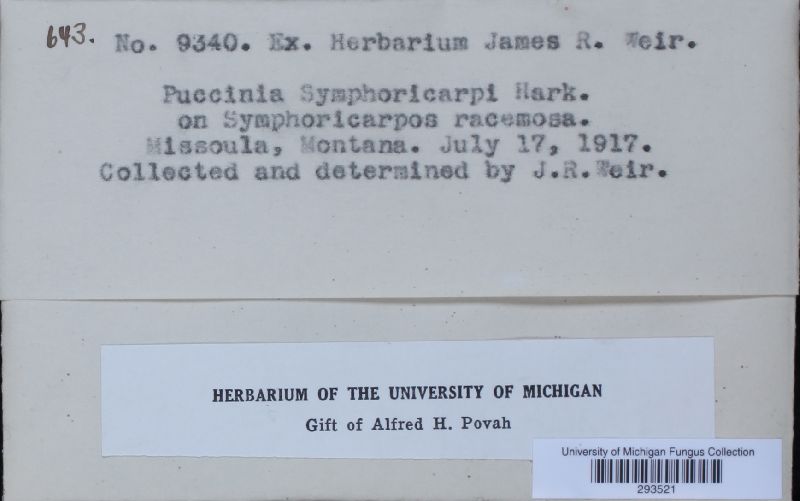 643.
No. 9340. Ex. Herbarium James R. Weir.
Puccinia Symphoricarpi Hark.
on Symphoricarpos racemosa.
Missoula, Montana. July 17, 1917.
Collected and determined by J.R.Weir.
HERBARIUM OF THE UNIVERSITY OF MICHIGAN
Gift of Alfred H. Povah
University of Michigan Fungus Collection
293521